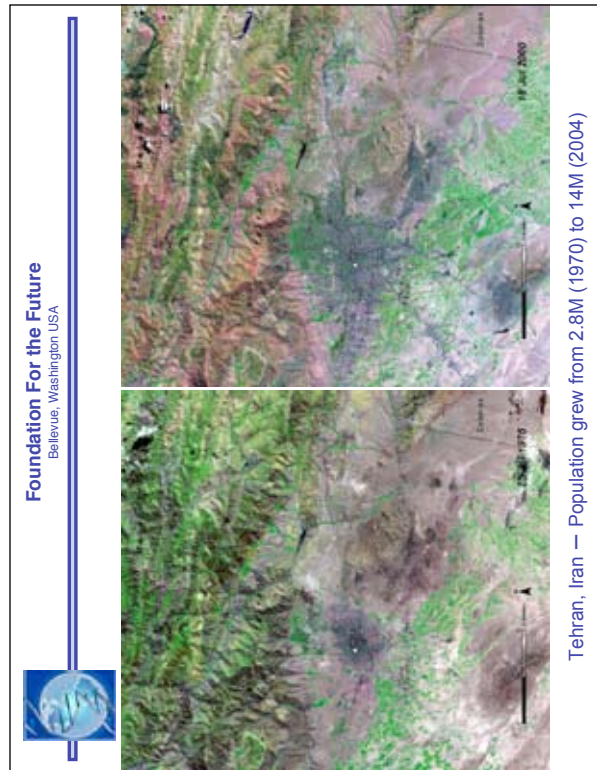 Foundation For the Future
Bellevue, Washington USA
18 Jul 2000
Tehran, Iran — Population grew from 2.8M (1970) to 14M (2004)